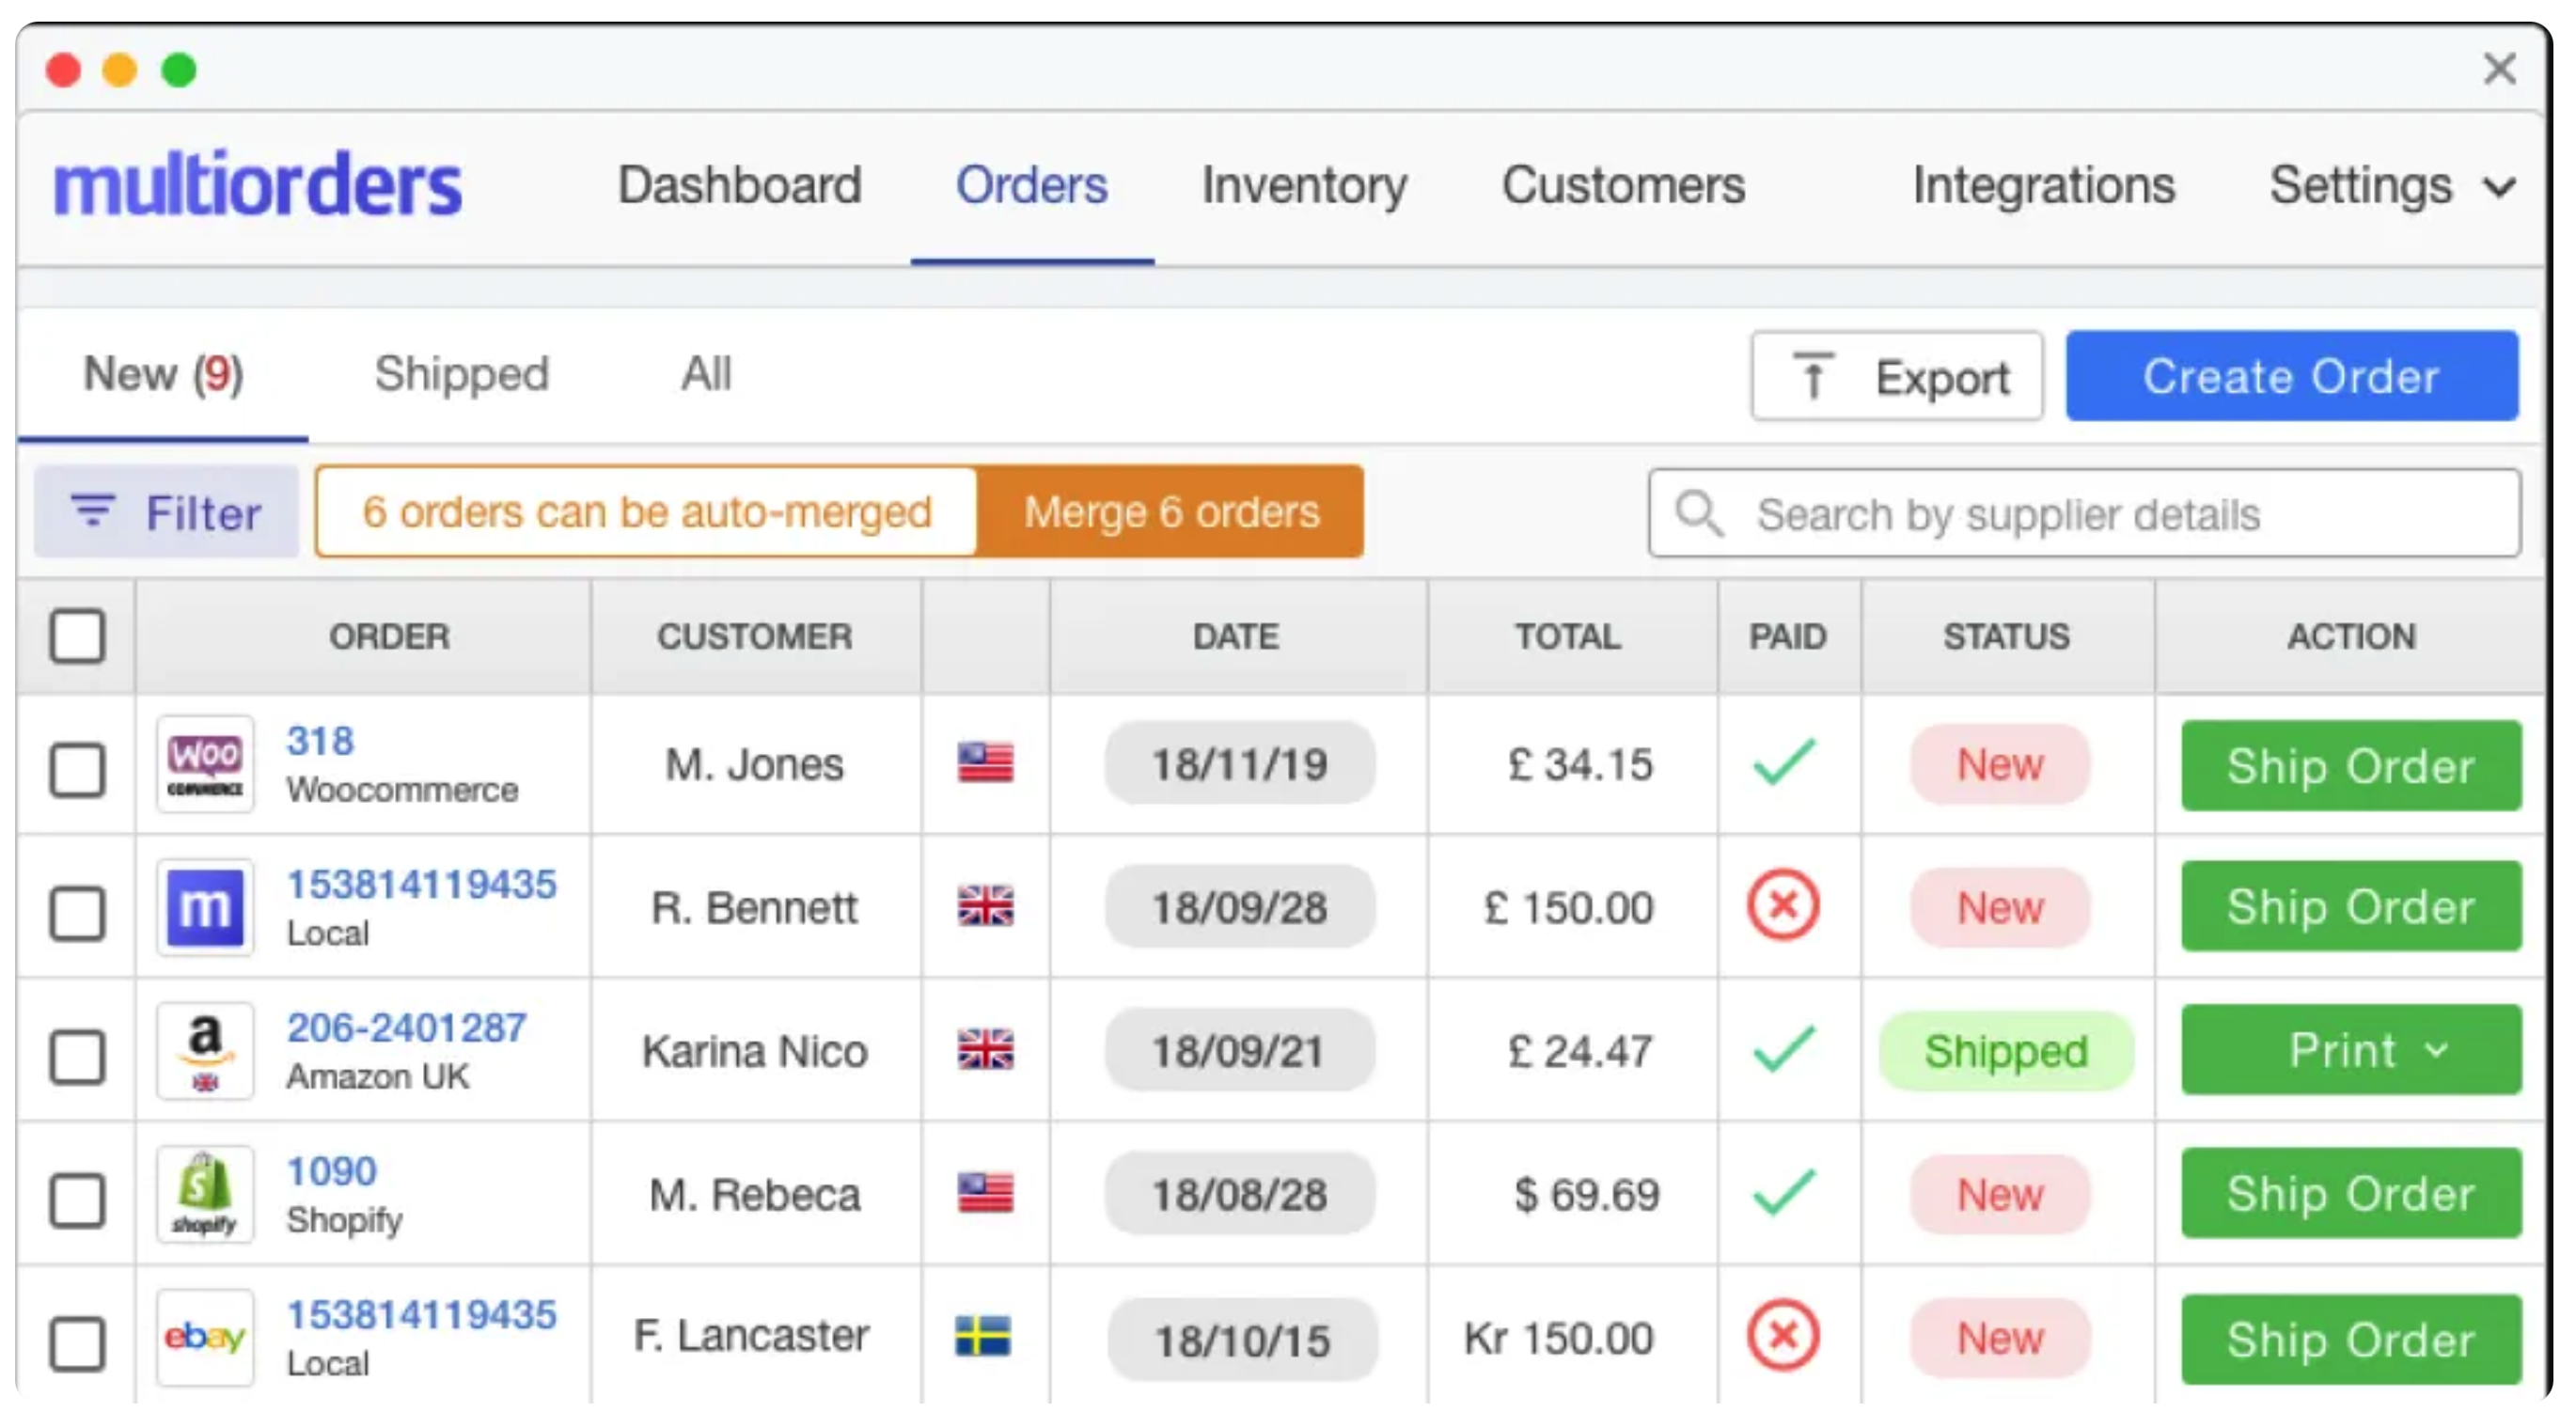 multiorders Dashboard Orders Inventory Customers Integrations Settings
New (9) Shipped All Export Create Order
Filter 6 orders can be auto-merged Merge 6 orders Search by supplier details
ORDER CUSTOMER DATE TOTAL PAID STATUS ACTION
WOO COMMERCE 318 Woocommerce M. Jones 18/11/19 £ 34.15 New Ship Order
m 153814119435 Local R. Bennett 18/09/28 £ 150.00 New Ship Order
a 206-2401287 Amazon UK Karina Nico 18/09/21 £ 24.47 Shipped Print
S shopify 1090 Shopify M. Rebeca 18/08/28 $ 69.69 New Ship Order
ebay 153814119435 Local F. Lancaster 18/10/15 Kr 150.00 New Ship Order